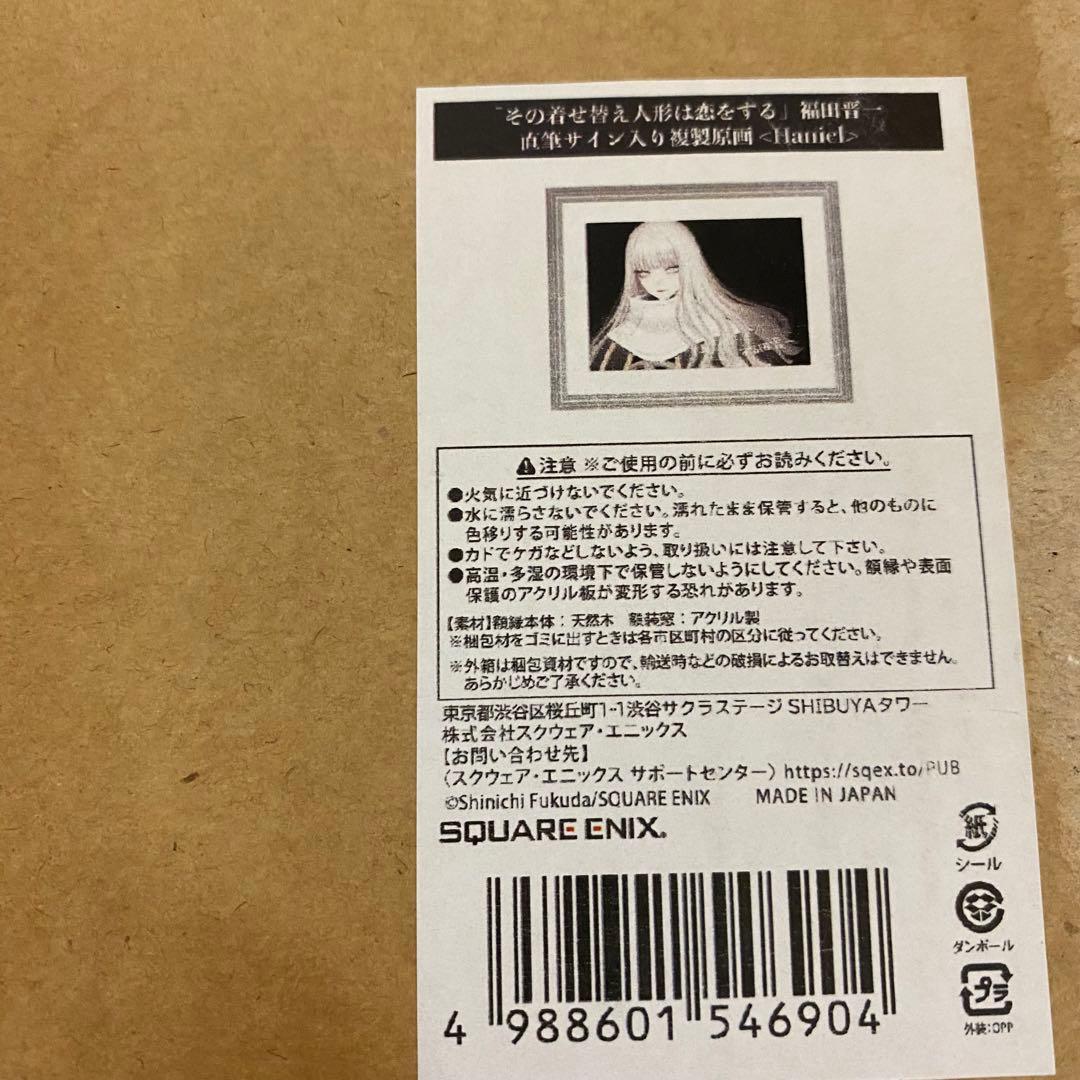 「その着せ替え人形は恋をする」福田晋一
直筆サイン入り複製原画<Haniel>
注意 ※ご使用の前に必ずお読みください。
●火気に近づけないでください。
●水に濡らさないでください。濡れたまま保管すると、他のものに
色移りする可能性があります。
●カドでケガなどしないよう、取り扱いには注意して下さい。
●高温・多湿の環境下で保管しないようにしてください。額縁や表面
保護のアクリル板が変形する恐れがあります。
【素材】額縁本体：天然木 額装窓：アクリル製
※梱包材をゴミに出すときは各市区町村の区分に従ってください。
※外箱は梱包資材ですので、輸送時などの破損によるお取替えはできません。
あらかじめご了承ください。
東京都渋谷区桜丘町1-1渋谷サクラステージ SHIBUYAタワー
株式会社スクウェア・エニックス
【お問い合わせ先】
〈スクウェア・エニックス サポートセンター〉 https://sqex.to/PUB
©Shinichi Fukuda/SQUARE ENIX MADE IN JAPAN
SQUARE ENIX.
紙
シール
ダンボール
プラ
外装:OPP
4 988601 546904